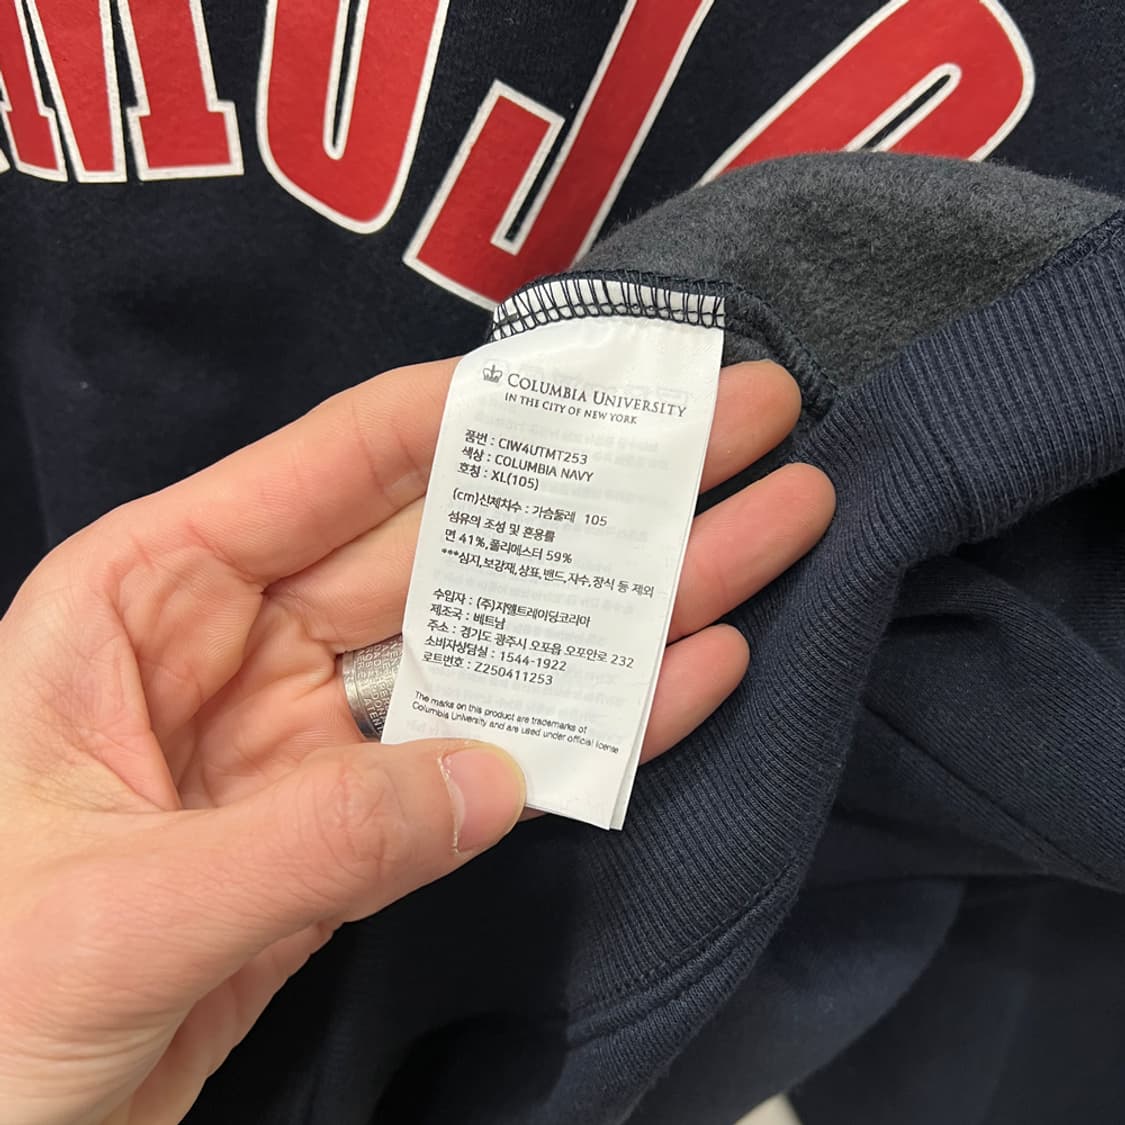 COLUMBIA UNIVERSITY
IN THE CITY OF NEW YORK
품번 : CIW4UTMT253
색상 : COLUMBIA NAVY
호칭 : XL(105)
(cm)신체치수 : 가슴둘레 105
섬유의 조성 및 혼용률
면 41%,폴리에스터 59%
***심지,보강재,상표,밴드,자수,장식 등 제외
수입자 : (주)지엘트레이딩코리아
제조국 : 베트남
주소 : 경기도 광주시 오포읍 오포안로 232
소비자상담실 : 1544-1922
로트번호 : Z250411253
The marks on this product are trademarks of
Columbia University and are used under official license